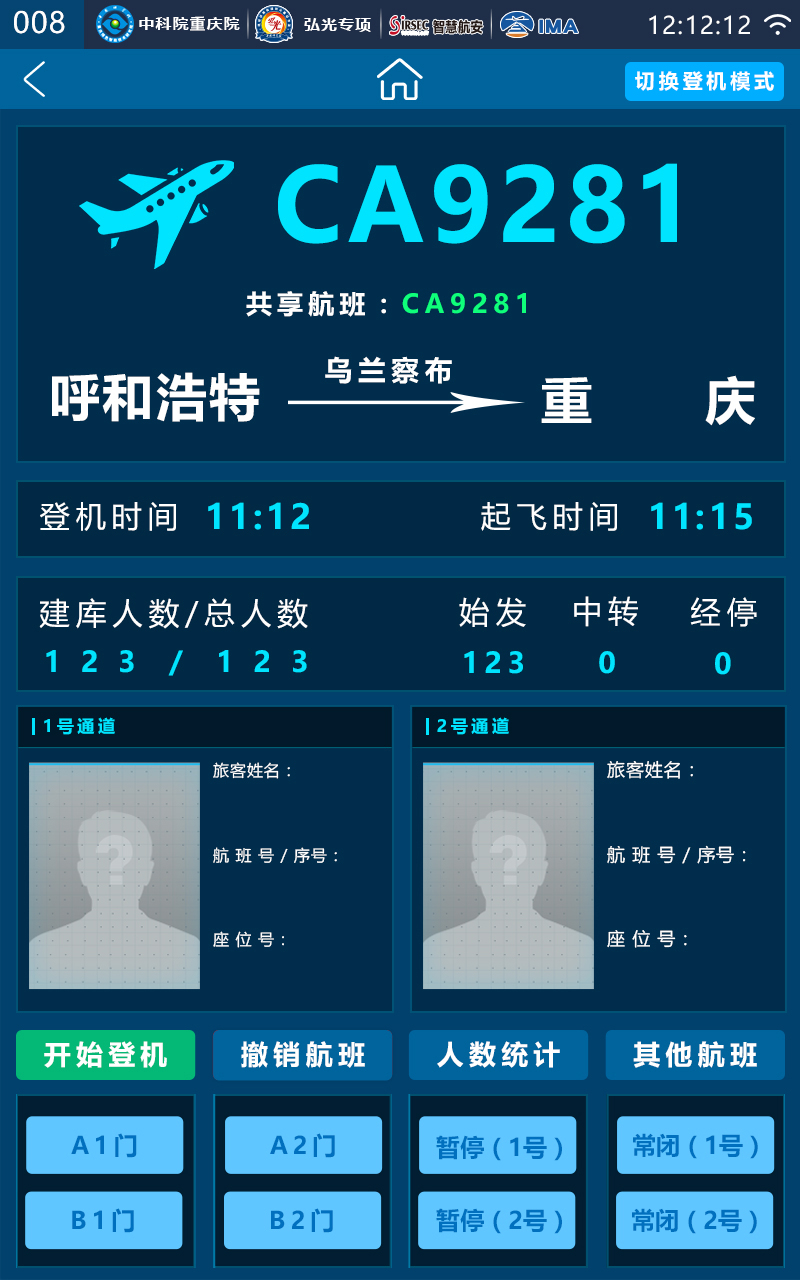 008 中科院重庆院 弘光专项 SiRSEC 智慧航安 IMA 12:12:12
切换登机模式
CA9281
共享航班：CA9281
乌兰察布
呼和浩特 重 庆
登机时间 11:12 起飞时间 11:15
建库人数/总人数 始发 中转 经停
123 / 123 123 0 0
1号通道 2号通道
旅客姓名： 旅客姓名：
? ?
航班号/序号： 航班号/序号：
座位号： 座位号：
开始登机 撤销航班 人数统计 其他航班
A1门 A2门 暂停（1号） 常闭（1号）
B1门 B2门 暂停（2号） 常闭（2号）